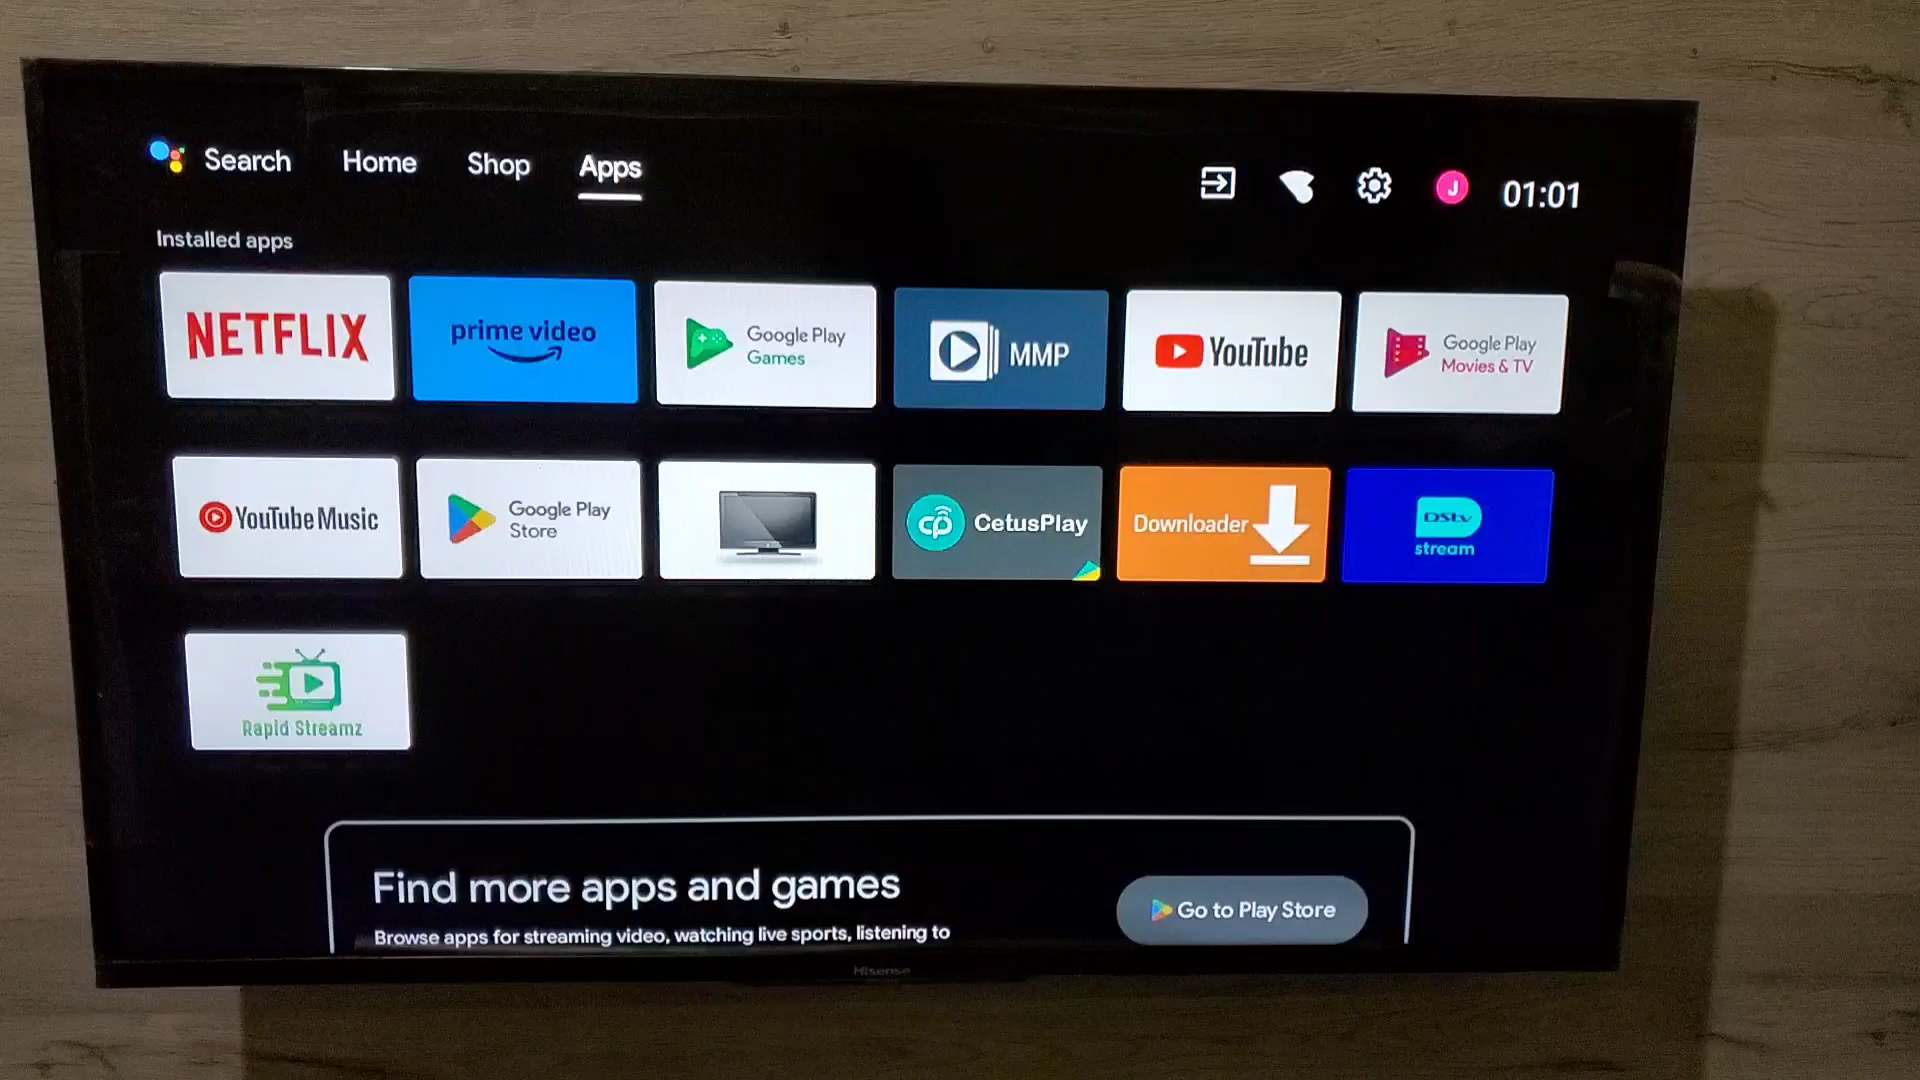 Search Home Shop Apps
J 01:01
Installed apps
NETFLIX
prime video
Google Play
Games
MMP
YouTube
Google Play
Movies & TV
YouTube Music
Google Play
Store
CP CetusPlay
Downloader
DStv
stream
Rapid Streamz
Find more apps and games
Go to Play Store
Browse apps for streaming video, watching live sports, listening to
Hisense